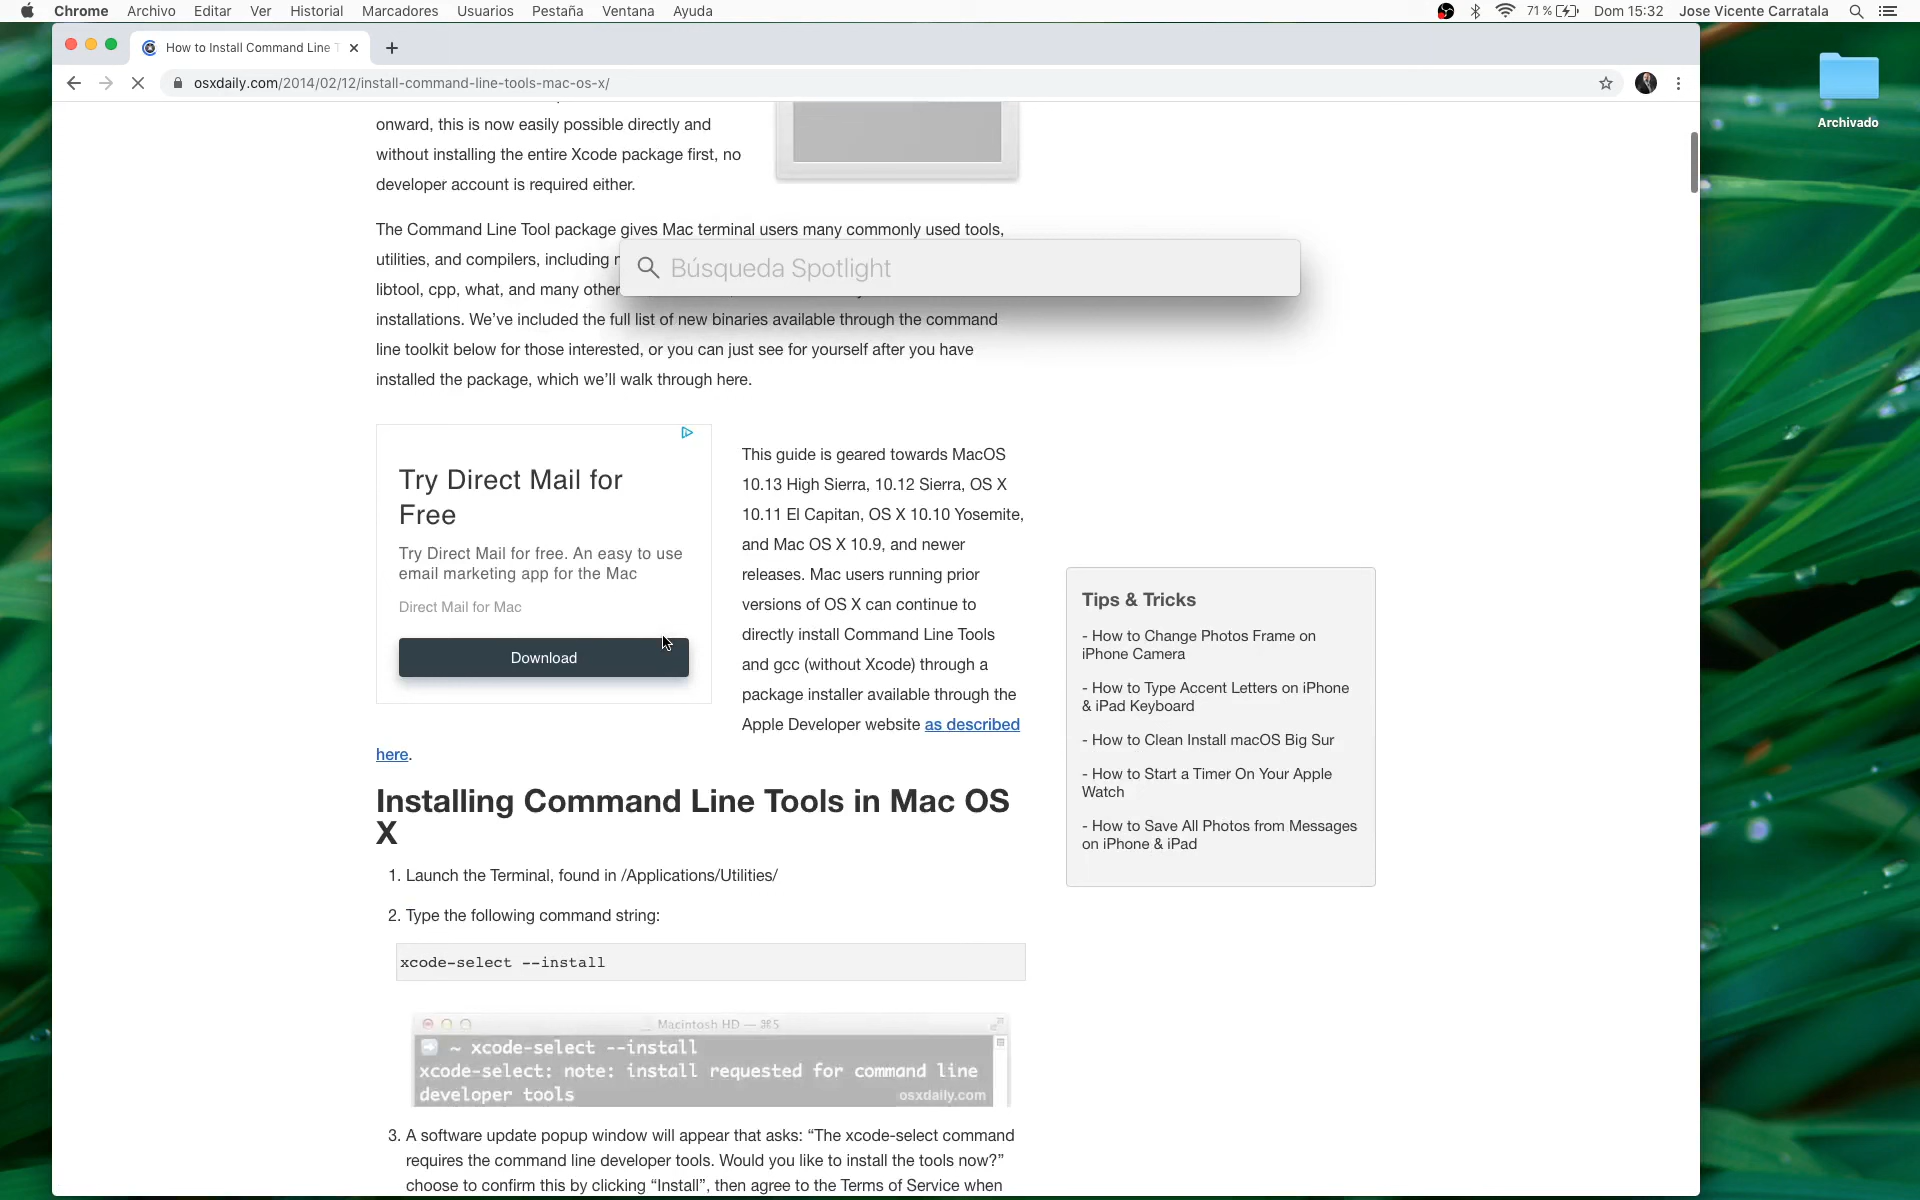 Chrome Archivo Editar Ver Historial Marcadores Usuarios Pestaña Ventana Ayuda 71 % Dom 15:32 Jose Vicente Carratala
How to Install Command Line T
osxdaily.com/2014/02/12/install-command-line-tools-mac-os-x/
Archivado
onward, this is now easily possible directly and
without installing the entire Xcode package first, no
developer account is required either.
The Command Line Tool package gives Mac terminal users many commonly used tools,
utilities, and compilers, including
Búsqueda Spotlight
libtool, cpp, what, and many other
installations. We’ve included the full list of new binaries available through the command
line toolkit below for those interested, or you can just see for yourself after you have
installed the package, which we’ll walk through here.
Try Direct Mail for
Free
Try Direct Mail for free. An easy to use
email marketing app for the Mac
Direct Mail for Mac
Download
This guide is geared towards MacOS
10.13 High Sierra, 10.12 Sierra, OS X
10.11 El Capitan, OS X 10.10 Yosemite,
and Mac OS X 10.9, and newer
releases. Mac users running prior
versions of OS X can continue to
directly install Command Line Tools
and gcc (without Xcode) through a
package installer available through the
Apple Developer website as described
here.
Installing Command Line Tools in Mac OS
X
1. Launch the Terminal, found in /Applications/Utilities/
2. Type the following command string:
xcode-select --install
Macintosh HD — ⌘5
~ xcode-select --install
xcode-select: note: install requested for command line
developer tools
osxdaily.com
3. A software update popup window will appear that asks: “The xcode-select command
requires the command line developer tools. Would you like to install the tools now?”
choose to confirm this by clicking “Install”, then agree to the Terms of Service when
Tips & Tricks
- How to Change Photos Frame on
iPhone Camera
- How to Type Accent Letters on iPhone
& iPad Keyboard
- How to Clean Install macOS Big Sur
- How to Start a Timer On Your Apple
Watch
- How to Save All Photos from Messages
on iPhone & iPad